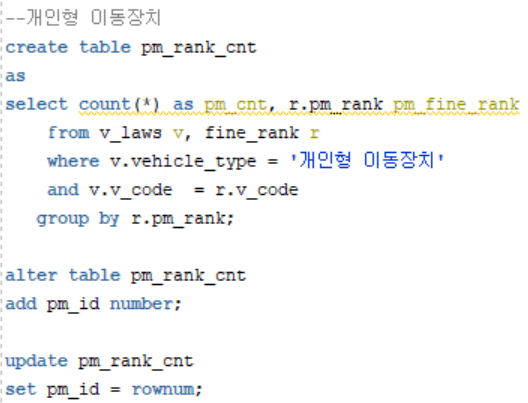 --개인형 이동장치
create table pm_rank_cnt
as
select count(*) as pm_cnt, r.pm_rank pm_fine_rank
from v_laws v, fine_rank r
where v.vehicle_type = '개인형 이동장치'
and v.v_code  = r.v_code
group by r.pm_rank;
alter table pm_rank_cnt
add pm_id number;
update pm_rank_cnt
set pm_id = rownum;